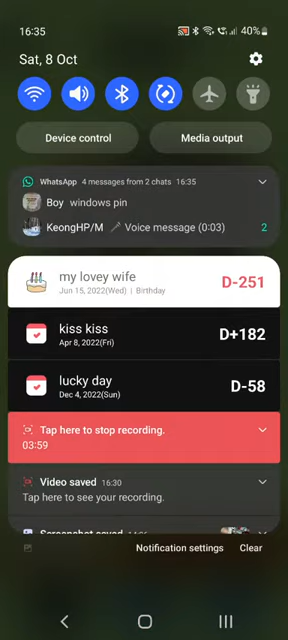 16:35
40%
Sat, 8 Oct
Device control
Media output
WhatsApp 4 messages from 2 chats 16:35
Boy windows pin
KeongHP/M 🎤 Voice message (0:03) 2
my lovey wife
Jun 15, 2022(Wed) | Birthday
D-251
kiss kiss
Apr 8, 2022(Fri)
D+182
lucky day
Dec 4, 2022(Sun)
D-58
Tap here to stop recording.
03:59
Video saved 16:30
Tap here to see your recording.
Screenshot saved
Notification settings
Clear